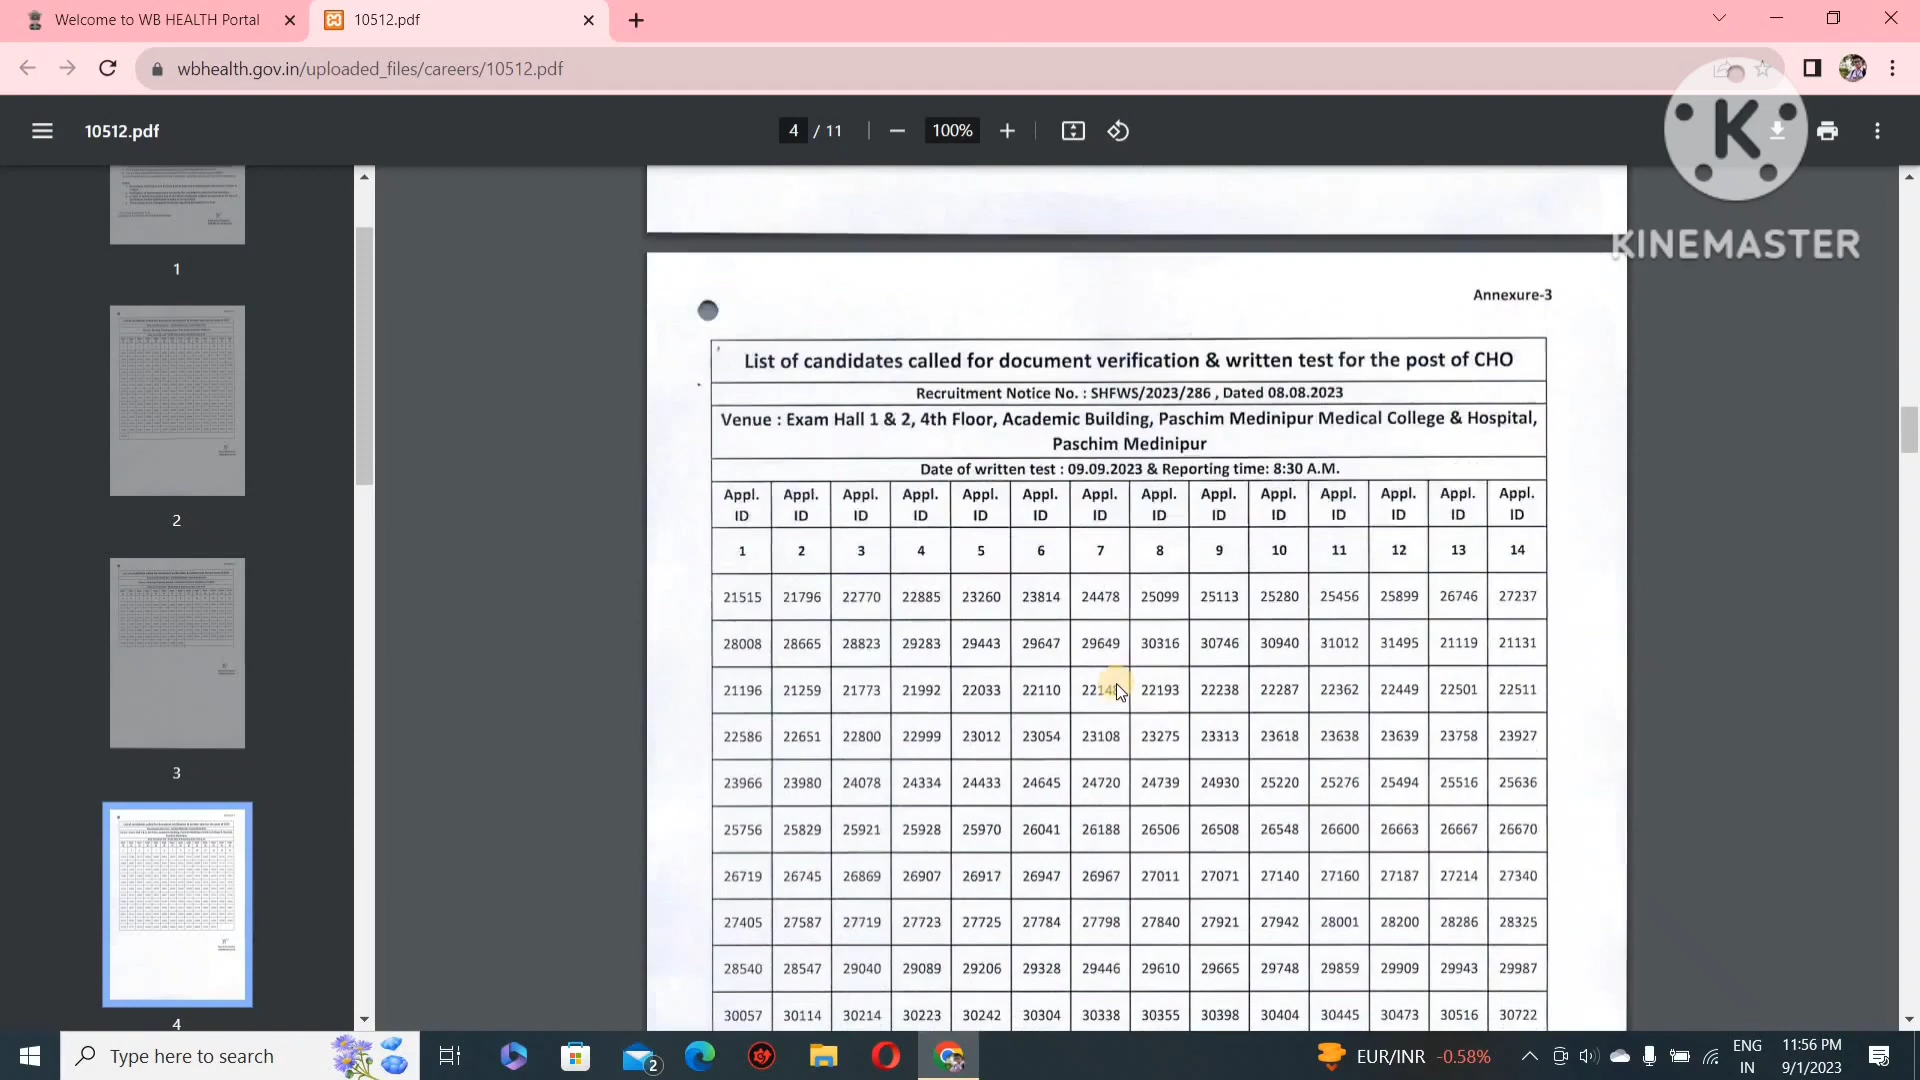 Welcome to WB HEALTH Portal
10512.pdf
wbhealth.gov.in/uploaded_files/careers/10512.pdf
10512.pdf
4 / 11
100%
K
KINEMASTER
1
2
3
4
Annexure-3
List of candidates called for document verification & written test for the post of CHO
Recruitment Notice No. : SHFWS/2023/286 , Dated 08.08.2023
Venue : Exam Hall 1 & 2, 4th Floor, Academic Building, Paschim Medinipur Medical College & Hospital,
Paschim Medinipur
Date of written test : 09.09.2023 & Reporting time: 8:30 A.M.
Appl. Appl. Appl. Appl. Appl. Appl. Appl. Appl. Appl. Appl. Appl. Appl. Appl. Appl.
ID ID ID ID ID ID ID ID ID ID ID ID ID ID
1 2 3 4 5 6 7 8 9 10 11 12 13 14
21515 21796 22770 22885 23260 23814 24478 25099 25113 25280 25456 25899 26746 27237
28008 28665 28823 29283 29443 29647 29649 30316 30746 30940 31012 31495 21119 21131
21196 21259 21773 21992 22033 22110 22193 22238 22287 22362 22449 22501 22511
22586 22651 22800 22999 23012 23054 23108 23275 23313 23618 23638 23639 23758 23927
23966 23980 24078 24334 24433 24645 24720 24739 24930 25220 25276 25494 25516 25636
25756 25829 25921 25928 25970 26041 26188 26506 26508 26548 26600 26663 26667 26670
26719 26745 26869 26907 26917 26947 26967 27011 27071 27140 27160 27187 27214 27340
27405 27587 27719 27723 27725 27784 27798 27840 27921 27942 28001 28200 28286 28325
28540 28547 29040 29089 29206 29328 29446 29610 29665 29748 29859 29909 29943 29987
30057 30114 30214 30242 30304 30338 30355 30398 30404 30445 30473 30516 30722
Type here to search
2
EUR/INR -0.58%
ENG
IN
11:56 PM
9/1/2023